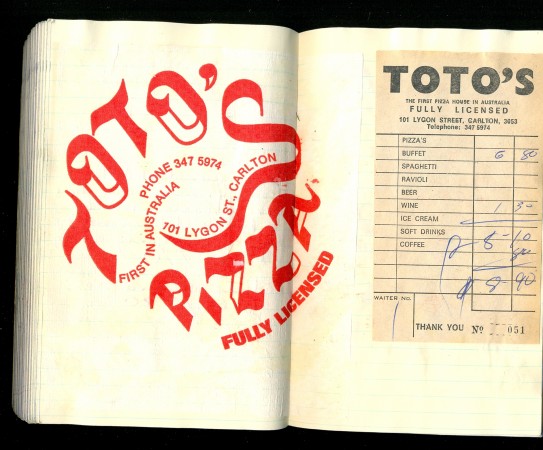 TOTO'S
PHONE 347 5974
FIRST IN AUSTRALIA
101 LYGON ST., CARLTON
PIZZA
FULLY LICENSED
TOTO'S
THE FIRST PIZZA HOUSE IN AUSTRALIA
FULLY LICENSED
101 LYGON STREET, CARLTON, 3053
Telephone: 347 5974
PIZZA'S
BUFFET 6 80
SPAGHETTI
RAVIOLI
BEER
WINE
ICE CREAM
SOFT DRINKS
COFFEE
WAITER No.
THANK YOU No 051